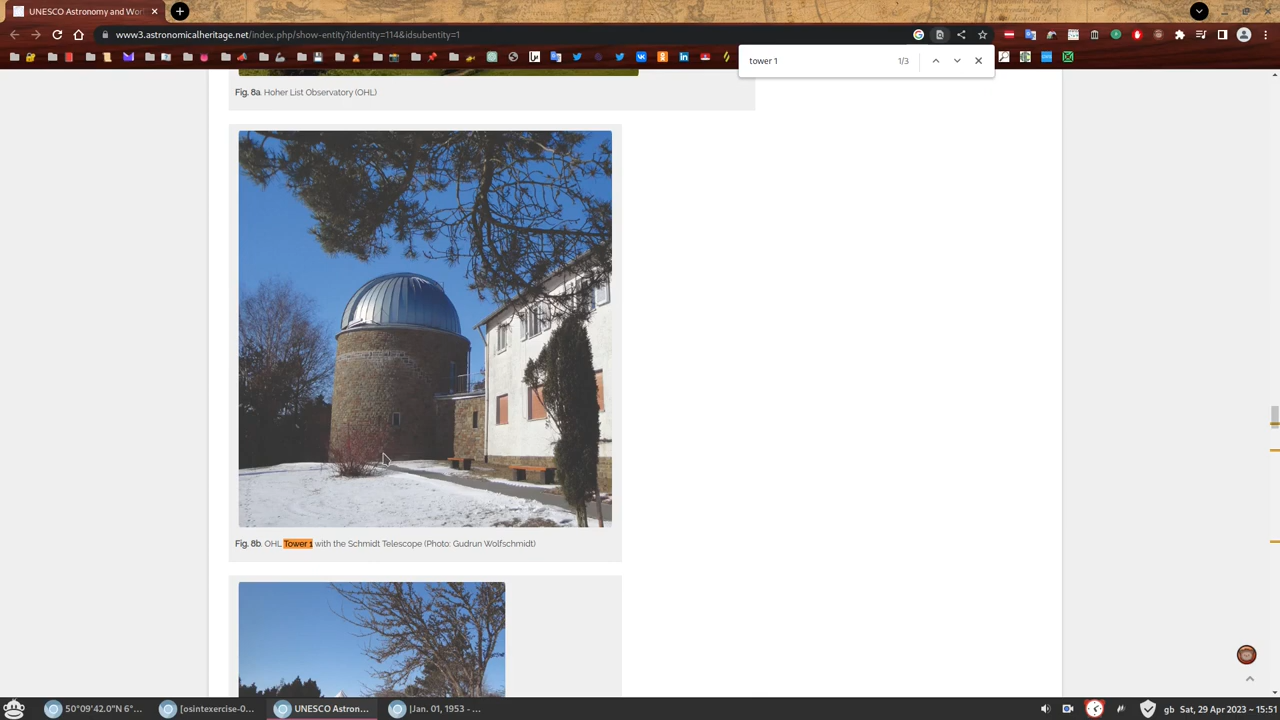 UNESCO Astronomy and Worl
www3.astronomicalheritage.net/index.php/show-entity?identity=114&idsubentity=1
tower 1
1/3
Fig. 8a. Hoher List Observatory (OHL)
Fig. 8b. OHL Tower 1 with the Schmidt Telescope (Photo: Gudrun Wolfschmidt)
50°09'42.0"N 6°...
[osintexercise-0...
UNESCO Astron...
[Jan. 01, 1953 - ...
gb Sat, 29 Apr 2023 ~ 15:51